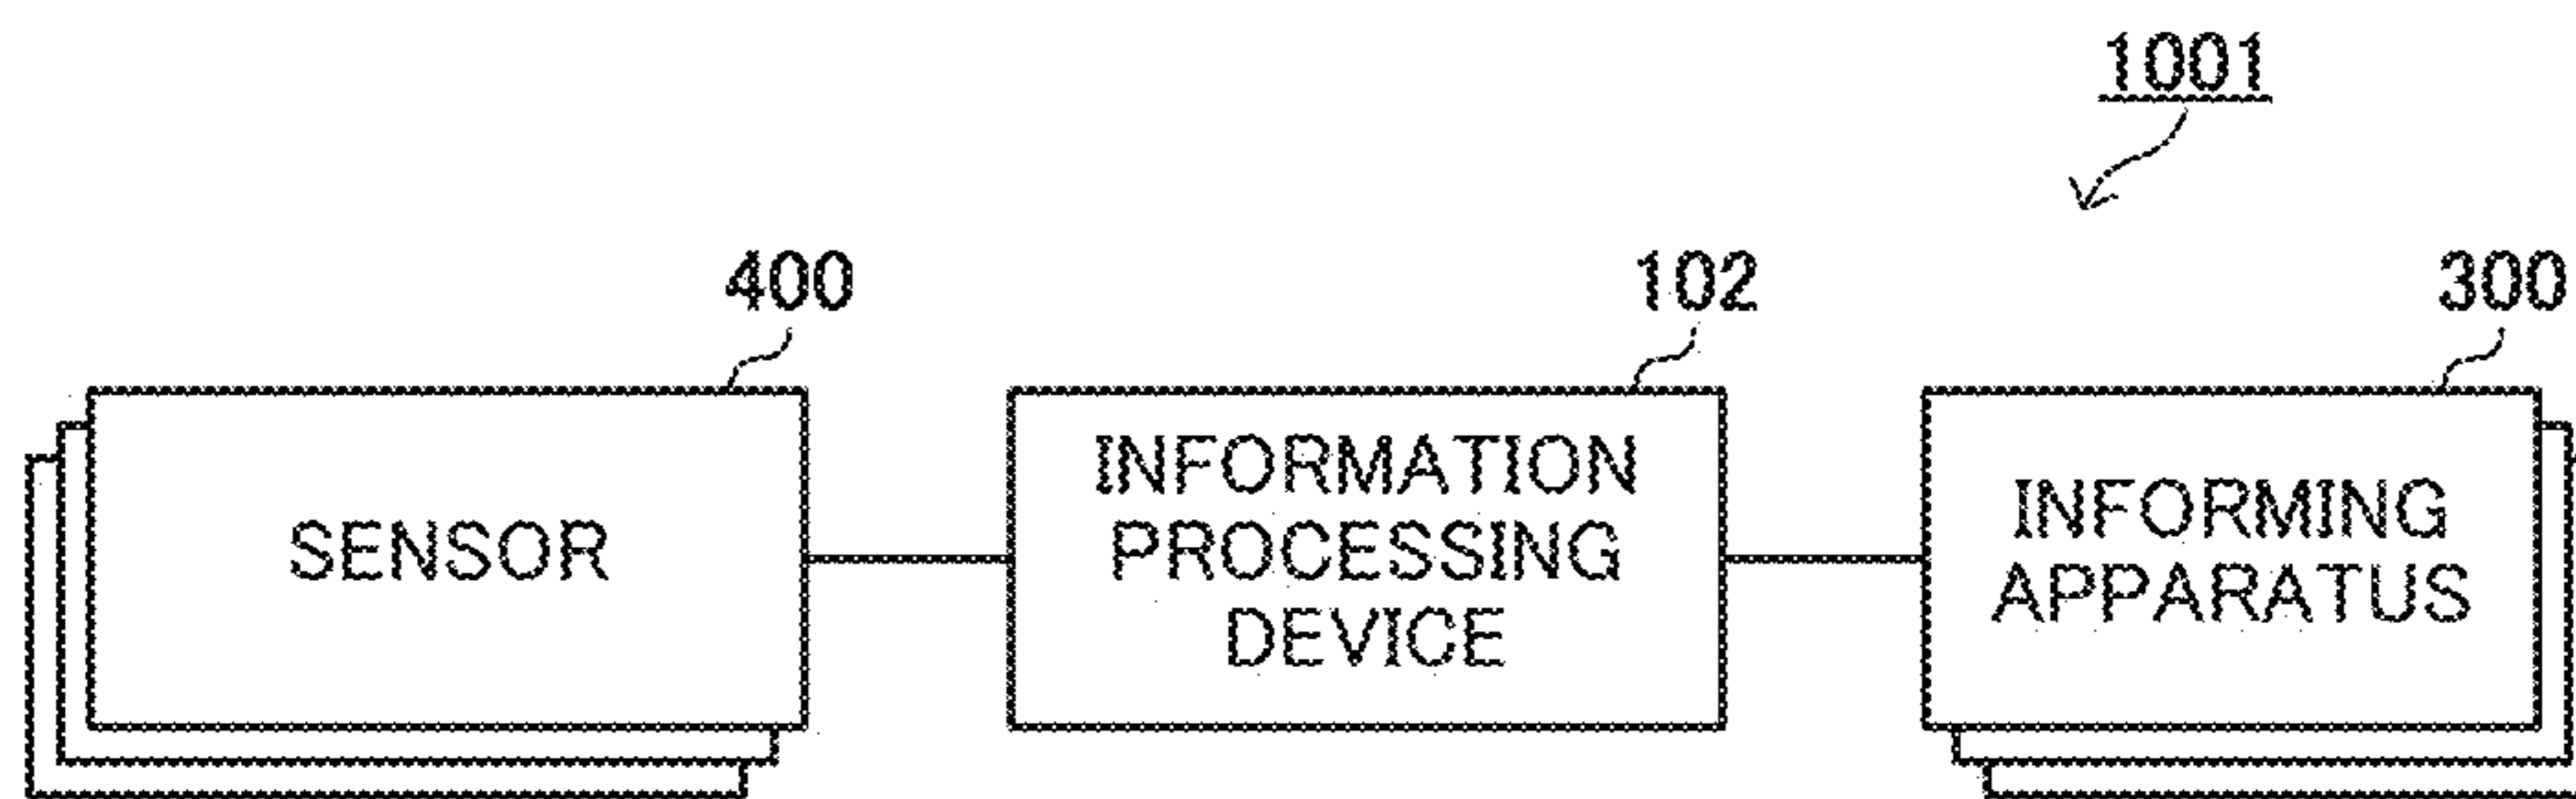 1001
400
102
300
SENSOR
INFORMATION
PROCESSING
DEVICE
INFORMING
APPARATUS